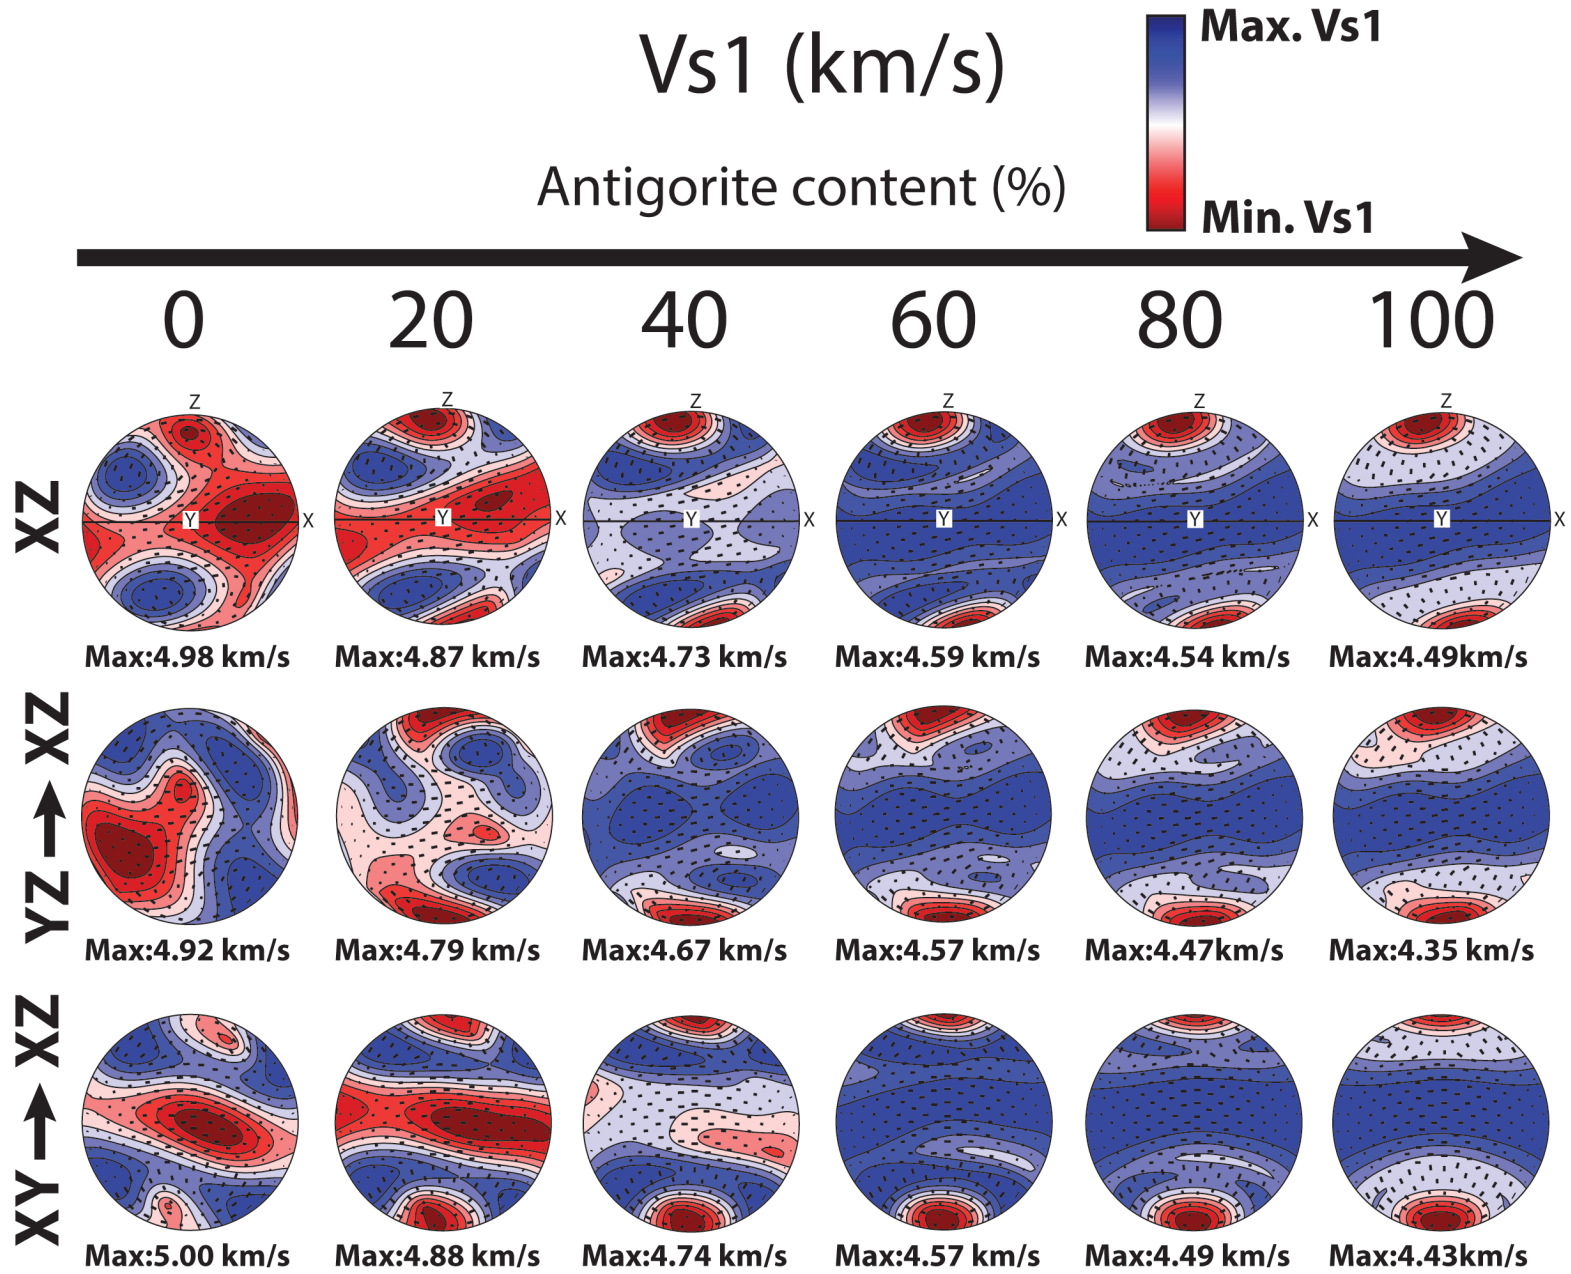 Vs1 (km/s)
Max. Vs1
Min. Vs1
Antigorite content (%)
0 20 40 60 80 100
Z Z Z Z Z Z
XZ
Y X Y X Y X Y X Y X Y X
Max:4.98 km/s Max:4.87 km/s Max:4.73 km/s Max:4.59 km/s Max:4.54 km/s Max:4.49km/s
YZ → XZ
Max:4.92 km/s Max:4.79 km/s Max:4.67 km/s Max:4.57 km/s Max:4.47km/s Max:4.35 km/s
XY → XZ
Max:5.00 km/s Max:4.88 km/s Max:4.74 km/s Max:4.57 km/s Max:4.49 km/s Max:4.43km/s